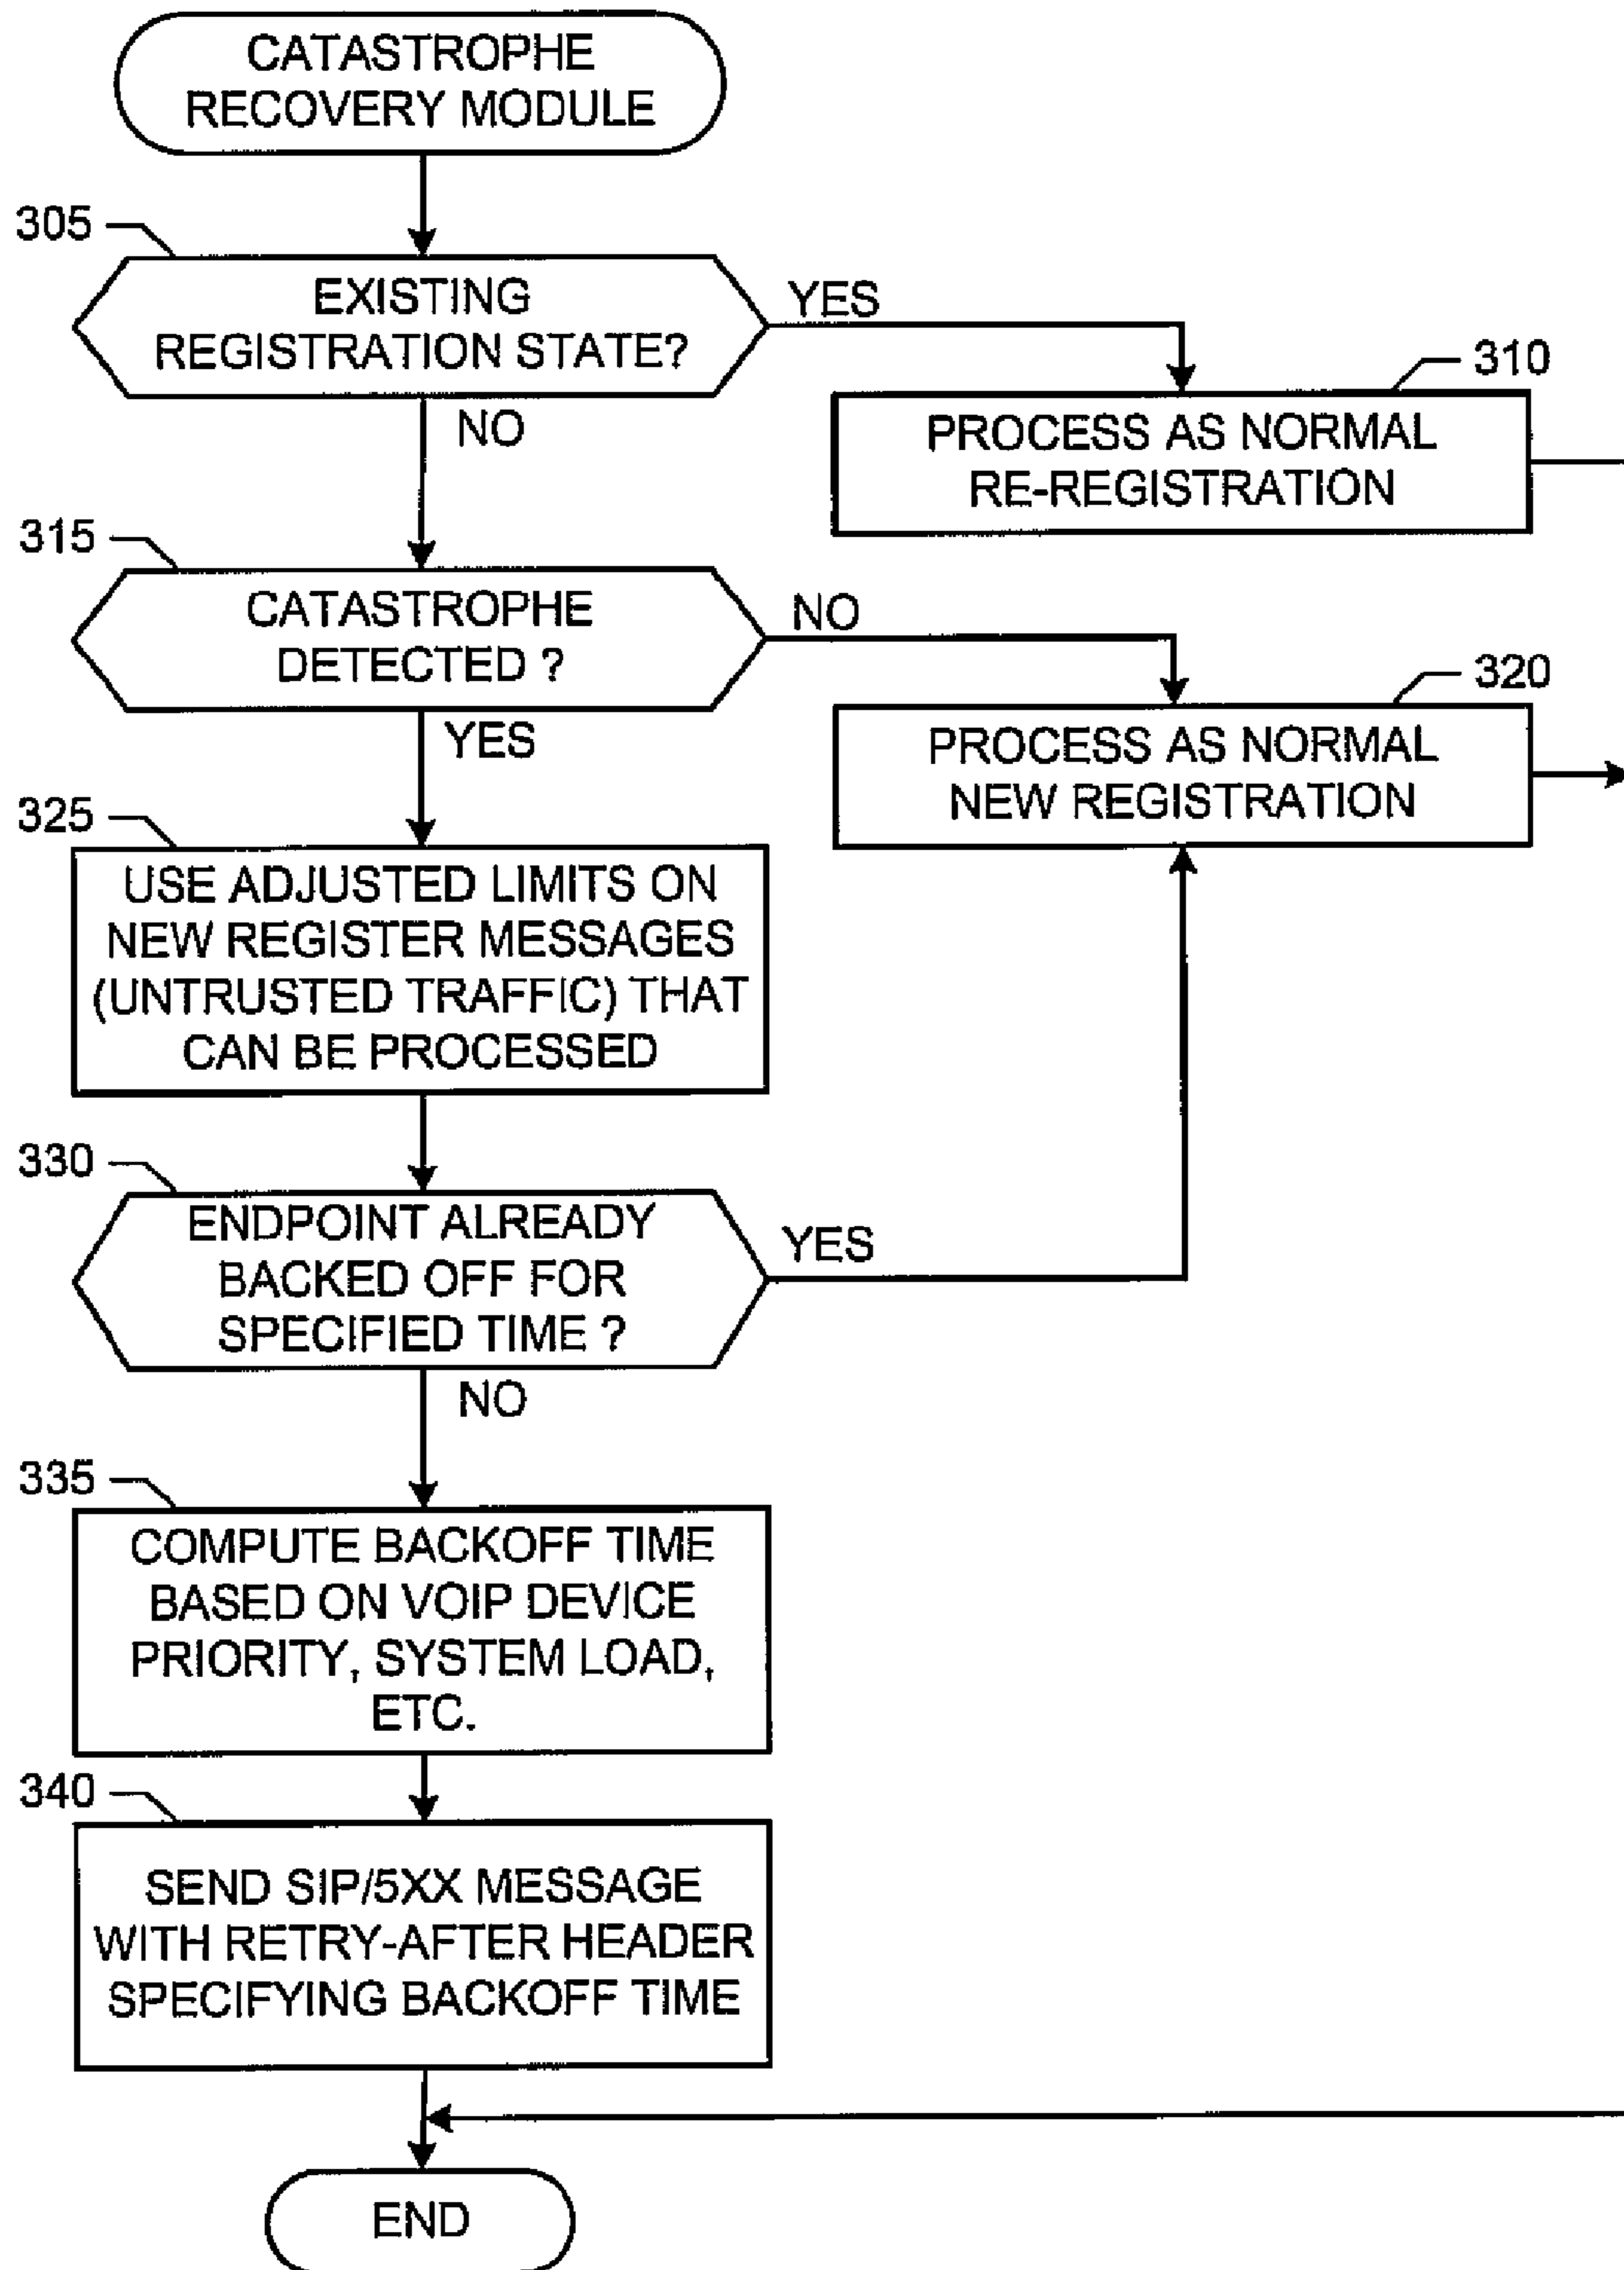 CATASTROPHE
RECOVERY MODULE
305
EXISTING
REGISTRATION STATE?
YES
NO
310
PROCESS AS NORMAL
RE-REGISTRATION
315
CATASTROPHE
DETECTED ?
NO
YES
320
PROCESS AS NORMAL
NEW REGISTRATION
325
USE ADJUSTED LIMITS ON
NEW REGISTER MESSAGES
(UNTRUSTED TRAFFIC) THAT
CAN BE PROCESSED
330
ENDPOINT ALREADY
BACKED OFF FOR
SPECIFIED TIME ?
YES
NO
335
COMPUTE BACKOFF TIME
BASED ON VOIP DEVICE
PRIORITY, SYSTEM LOAD,
ETC.
340
SEND SIP/5XX MESSAGE
WITH RETRY-AFTER HEADER
SPECIFYING BACKOFF TIME
END